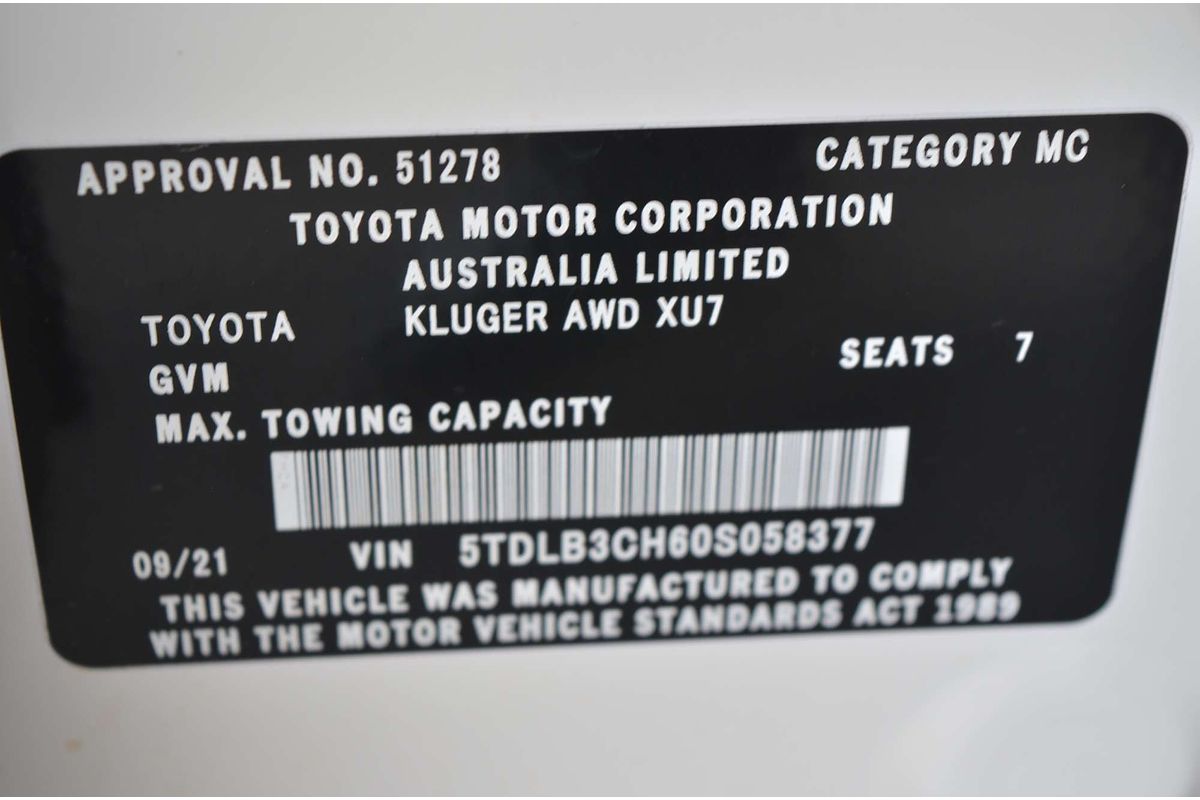 APPROVAL NO. 51278 CATEGORY MC
TOYOTA MOTOR CORPORATION
AUSTRALIA LIMITED
TOYOTA KLUGER AWD XU7
GVM SEATS 7
MAX. TOWING CAPACITY
09/21 VIN 5TDLB3CH60S058377
THIS VEHICLE WAS MANUFACTURED TO COMPLY
WITH THE MOTOR VEHICLE STANDARDS ACT 1989